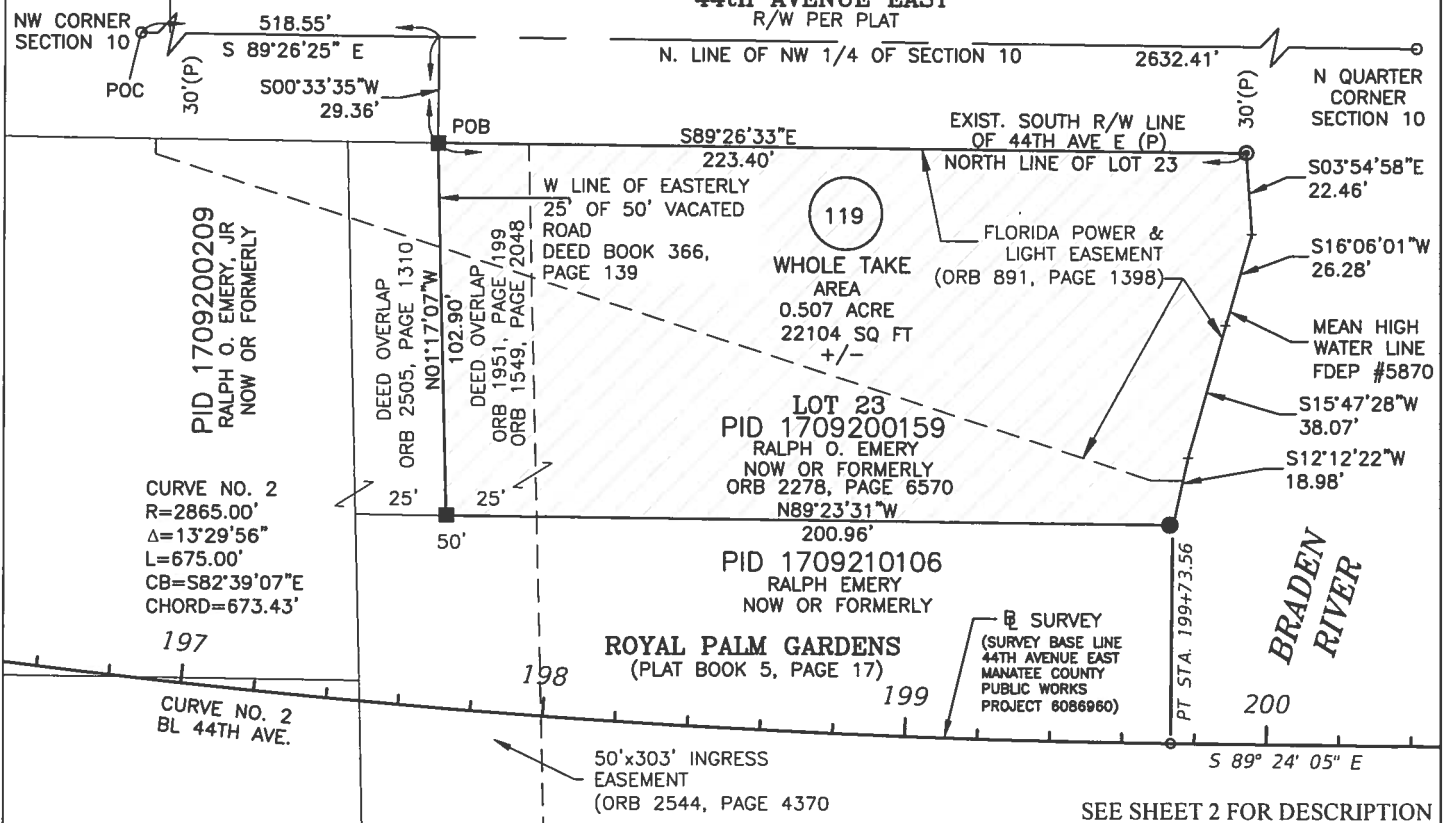 44th AVENUE EAST
R/W PER PLAT
NW CORNER
SECTION 10
POC
30'(P)
518.55'
S 89°26'25" E
S00°33'35"W
29.36'
N. LINE OF NW 1/4 OF SECTION 10
2632.41'
N QUARTER
CORNER
SECTION 10
30'(P)
POB
S89°26'33"E
223.40'
EXIST. SOUTH R/W LINE
OF 44TH AVE E (P)
NORTH LINE OF LOT 23
S03°54'58"E
22.46'
S16°06'01"W
26.28'
MEAN HIGH
WATER LINE
FDEP #5870
S15°47'28"W
38.07'
S12°12'22"W
18.98'
W LINE OF EASTERLY
25' OF 50' VACATED
ROAD
DEED BOOK 366,
PAGE 139
119
WHOLE TAKE
AREA
0.507 ACRE
22104 SQ FT
+/-
FLORIDA POWER &
LIGHT EASEMENT
(ORB 891, PAGE 1398)
PID 1709200209
RALPH O. EMERY, JR
NOW OR FORMERLY
DEED OVERLAP
ORB 2505, PAGE 1310
N01°17'07"W
102.90'
DEED OVERLAP
ORB 1951, PAGE 199
ORB 1549, PAGE 2048
LOT 23
PID 1709200159
RALPH O. EMERY
NOW OR FORMERLY
ORB 2278, PAGE 6570
N89°23'31"W
200.96'
25'
25'
50'
CURVE NO. 2
R=2865.00'
Δ=13°29'56"
L=675.00'
CB=S82°39'07"E
CHORD=673.43'
PID 1709210106
RALPH EMERY
NOW OR FORMERLY
ROYAL PALM GARDENS
(PLAT BOOK 5, PAGE 17)
BL SURVEY
(SURVEY BASE LINE
44TH AVENUE EAST
MANATEE COUNTY
PUBLIC WORKS
PROJECT 6086960)
PT STA. 199+73.56
BRADEN
RIVER
197
198
199
200
CURVE NO. 2
BL 44TH AVE.
50'x303' INGRESS
EASEMENT
(ORB 2544, PAGE 4370
S 89° 24' 05" E
SEE SHEET 2 FOR DESCRIPTION